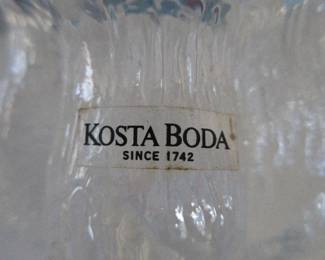 KOSTA BODA
SINCE 1742